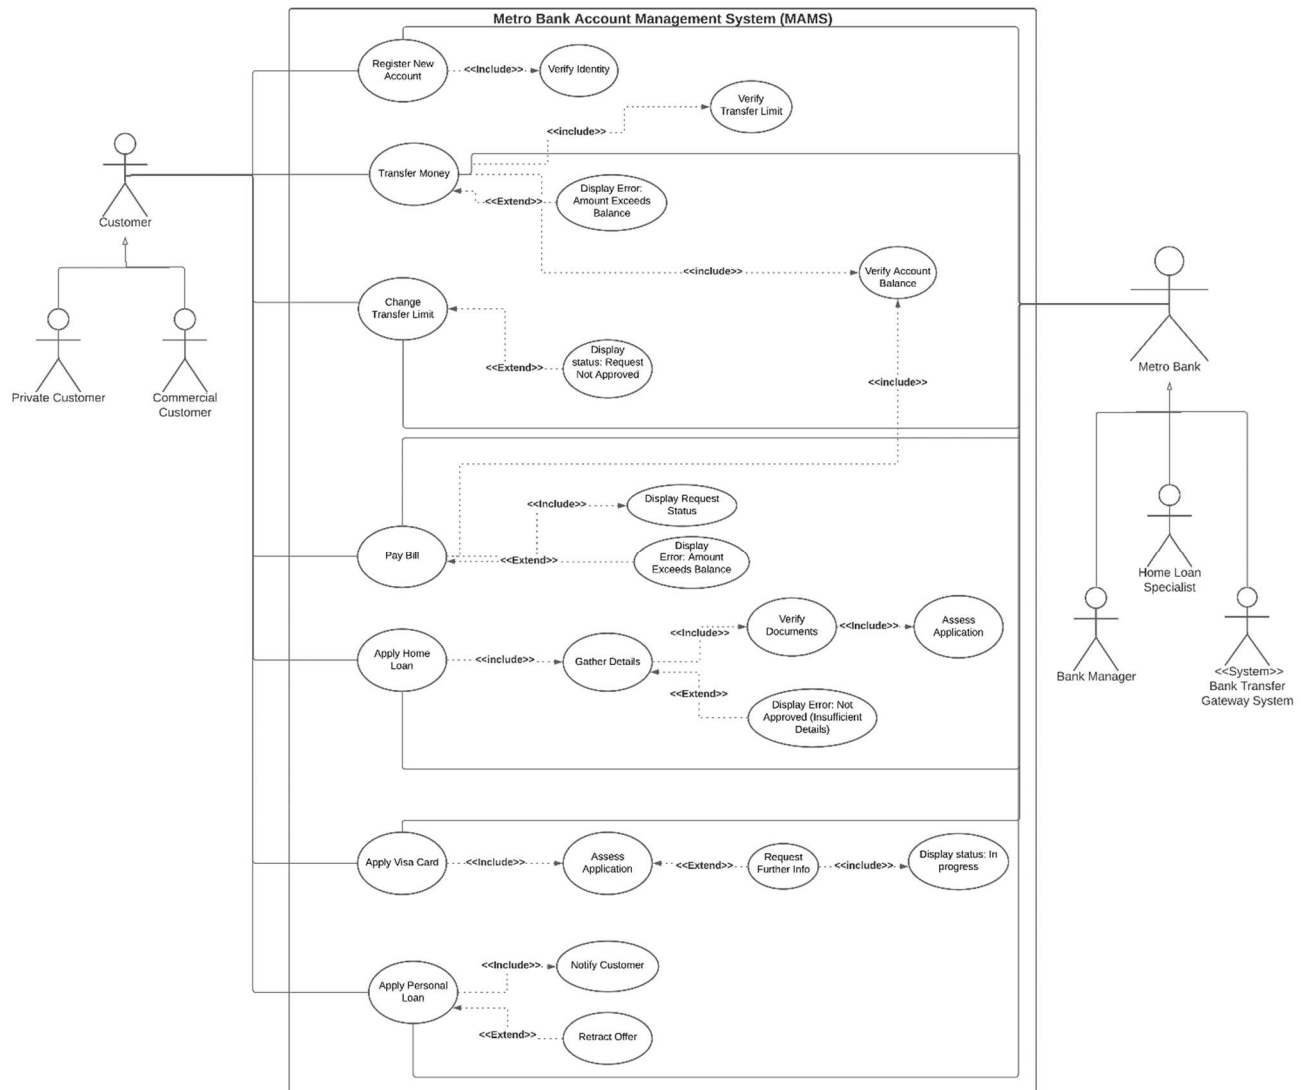 Metro Bank Account Management System (MAMS)
Register New
Account
<<Include>>
Verify Identity
Verify
Transfer Limit
<<include>>
Transfer Money
<<Extend>>
Display Error:
Amount Exceeds
Balance
Customer
<<include>>
Verify Account
Balance
Change
Transfer Limit
<<Extend>>
Display
status: Request
Not Approved
<<include>>
Private Customer
Commercial
Customer
Metro Bank
<<Include>>
Display Request
Status
Pay Bill
<<Extend>>
Display
Error: Amount
Exceeds Balance
Home Loan
Specialist
Bank Manager
<<System>>
Bank Transfer
Gateway System
Apply Home
Loan
<<include>>
Gather Details
<<Include>>
Verify
Documents
<<Include>>
Assess
Application
<<Extend>>
Display Error: Not
Approved (Insufficient
Details)
Apply Visa Card
<<Include>>
Assess
Application
<<Extend>>
Request
Further Info
<<include>>
Display status: In
progress
Apply Personal
Loan
<<Include>>
Notify Customer
<<Extend>>
Retract Offer